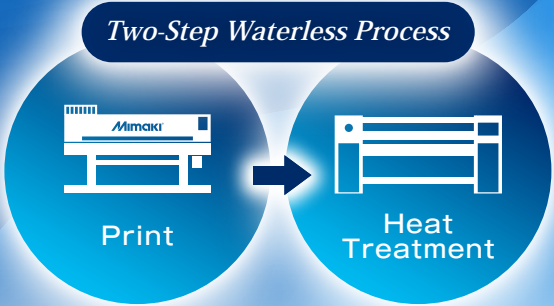 Two-Step Waterless Process
Mimaki
Print
Heat
Treatment